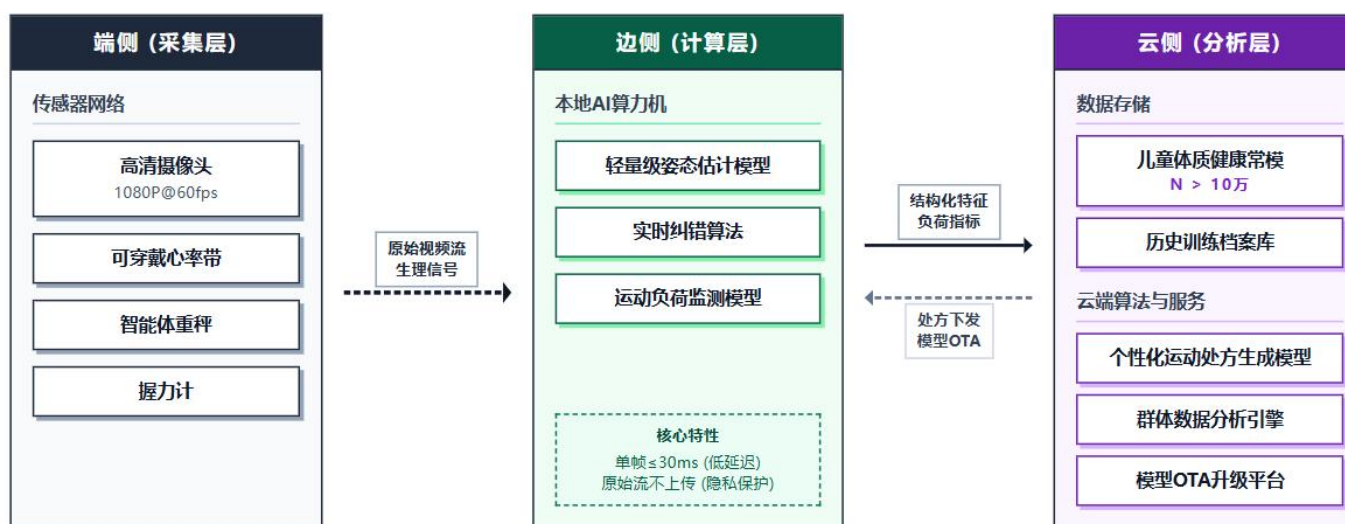 端侧 (采集层)
传感器网络
高清摄像头
1080P@60fps
可穿戴心率带
智能体重秤
握力计
原始视频流
生理信号
边侧 (计算层)
本地AI算力机
轻量级姿态估计模型
实时纠错算法
运动负荷监测模型
核心特性
单帧≤30ms (低延迟)
原始流不上传 (隐私保护)
结构化特征
负荷指标
处方下发
模型OTA
云侧 (分析层)
数据存储
儿童体质健康常模
N > 10万
历史训练档案库
云端算法与服务
个性化运动处方生成模型
群体数据分析引擎
模型OTA升级平台